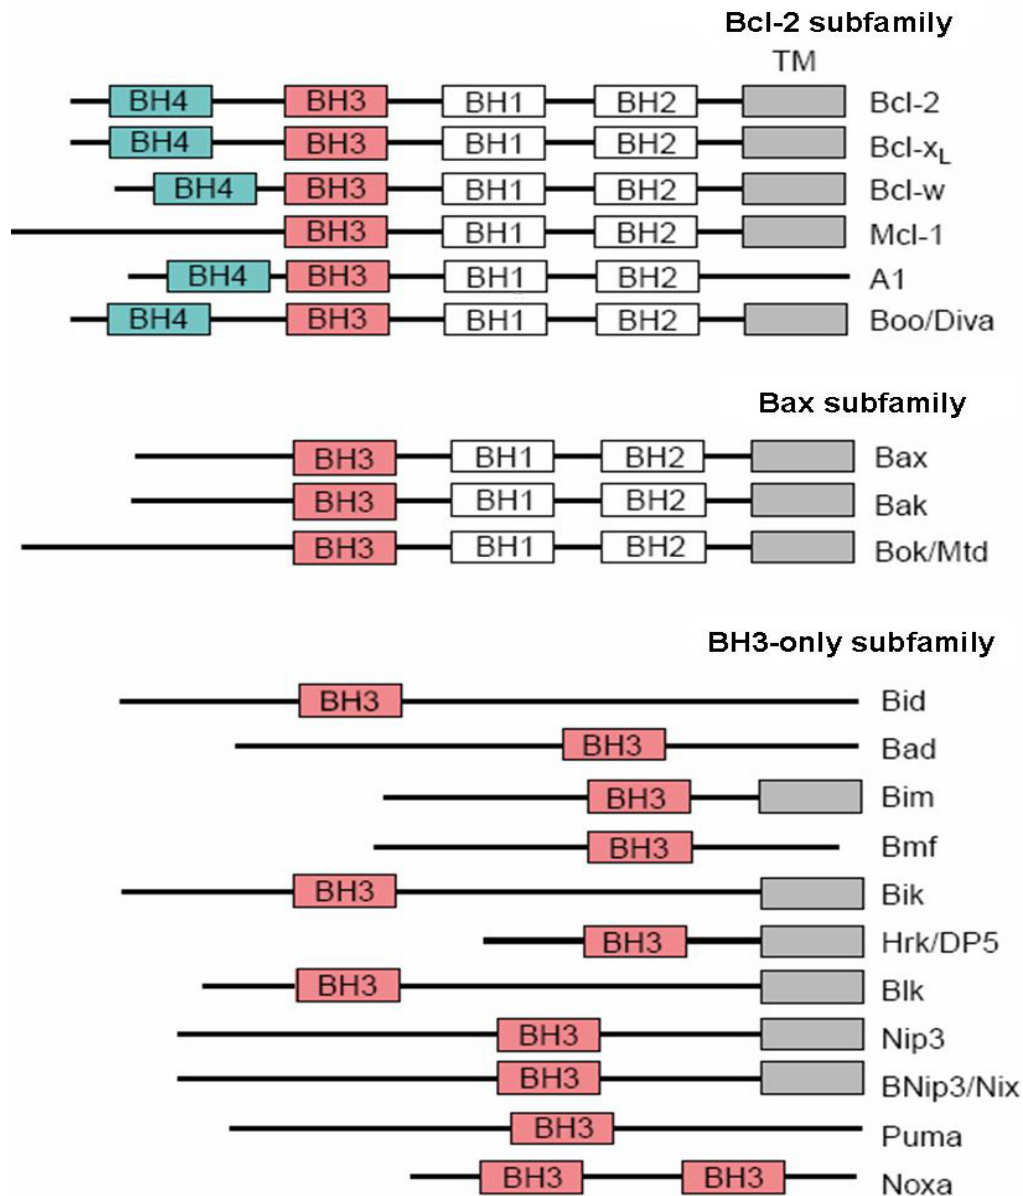 Bcl-2 subfamily
TM
BH4 BH3 BH1 BH2 Bcl-2
BH4 BH3 BH1 BH2 Bcl-xL
BH4 BH3 BH1 BH2 Bcl-w
BH3 BH1 BH2 Mcl-1
BH4 BH3 BH1 BH2 A1
BH4 BH3 BH1 BH2 Boo/Diva
Bax subfamily
BH3 BH1 BH2 Bax
BH3 BH1 BH2 Bak
BH3 BH1 BH2 Bok/Mtd
BH3-only subfamily
BH3 Bid
BH3 Bad
BH3 Bim
BH3 Bmf
BH3 Bik
BH3 Hrk/DP5
BH3 Blk
BH3 Nip3
BH3 BNip3/Nix
BH3 Puma
BH3 BH3 Noxa